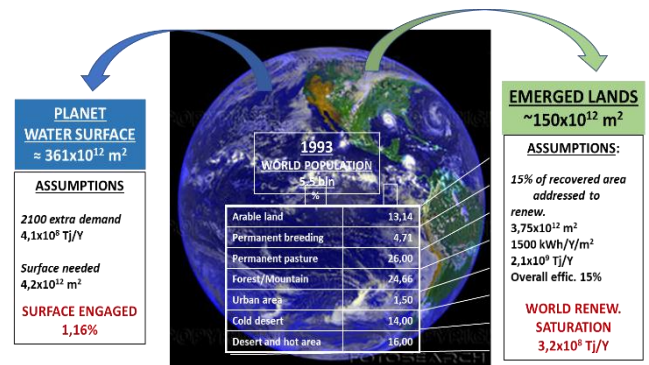 PLANET
WATER SURFACE
≈ 361x10¹² m²
ASSUMPTIONS
2100 extra demand
4,1x10⁸ Tj/Y
Surface needed
4,2x10¹² m²
SURFACE ENGAGED
1,16%
1993
WORLD POPULATION
5,5 bln
%
Arable land 13,14
Permanent breeding 4,71
Permanent pasture 26,00
Forest/Mountain 24,66
Urban area 1,50
Cold desert 14,00
Desert and hot area 16,00
FOTOSEARCH
EMERGED LANDS
~150x10¹² m²
ASSUMPTIONS:
15% of recovered area
addressed to
renew.
3,75x10¹² m²
1500 kWh/Y/m²
2,1x10⁹ Tj/Y
Overall effic. 15%
WORLD RENEW.
SATURATION
3,2x10⁸ Tj/Y